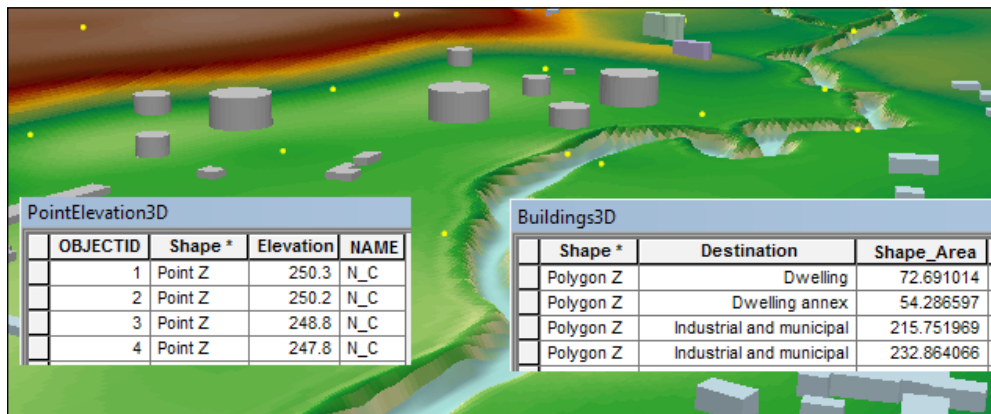 PointElevation3D
OBJECTID Shape * Elevation NAME
1 Point Z 250.3 N_C
2 Point Z 250.2 N_C
3 Point Z 248.8 N_C
4 Point Z 247.8 N_C
Buildings3D
Shape * Destination Shape_Area
Polygon Z Dwelling 72.691014
Polygon Z Dwelling annex 54.286597
Polygon Z Industrial and municipal 215.751969
Polygon Z Industrial and municipal 232.864066